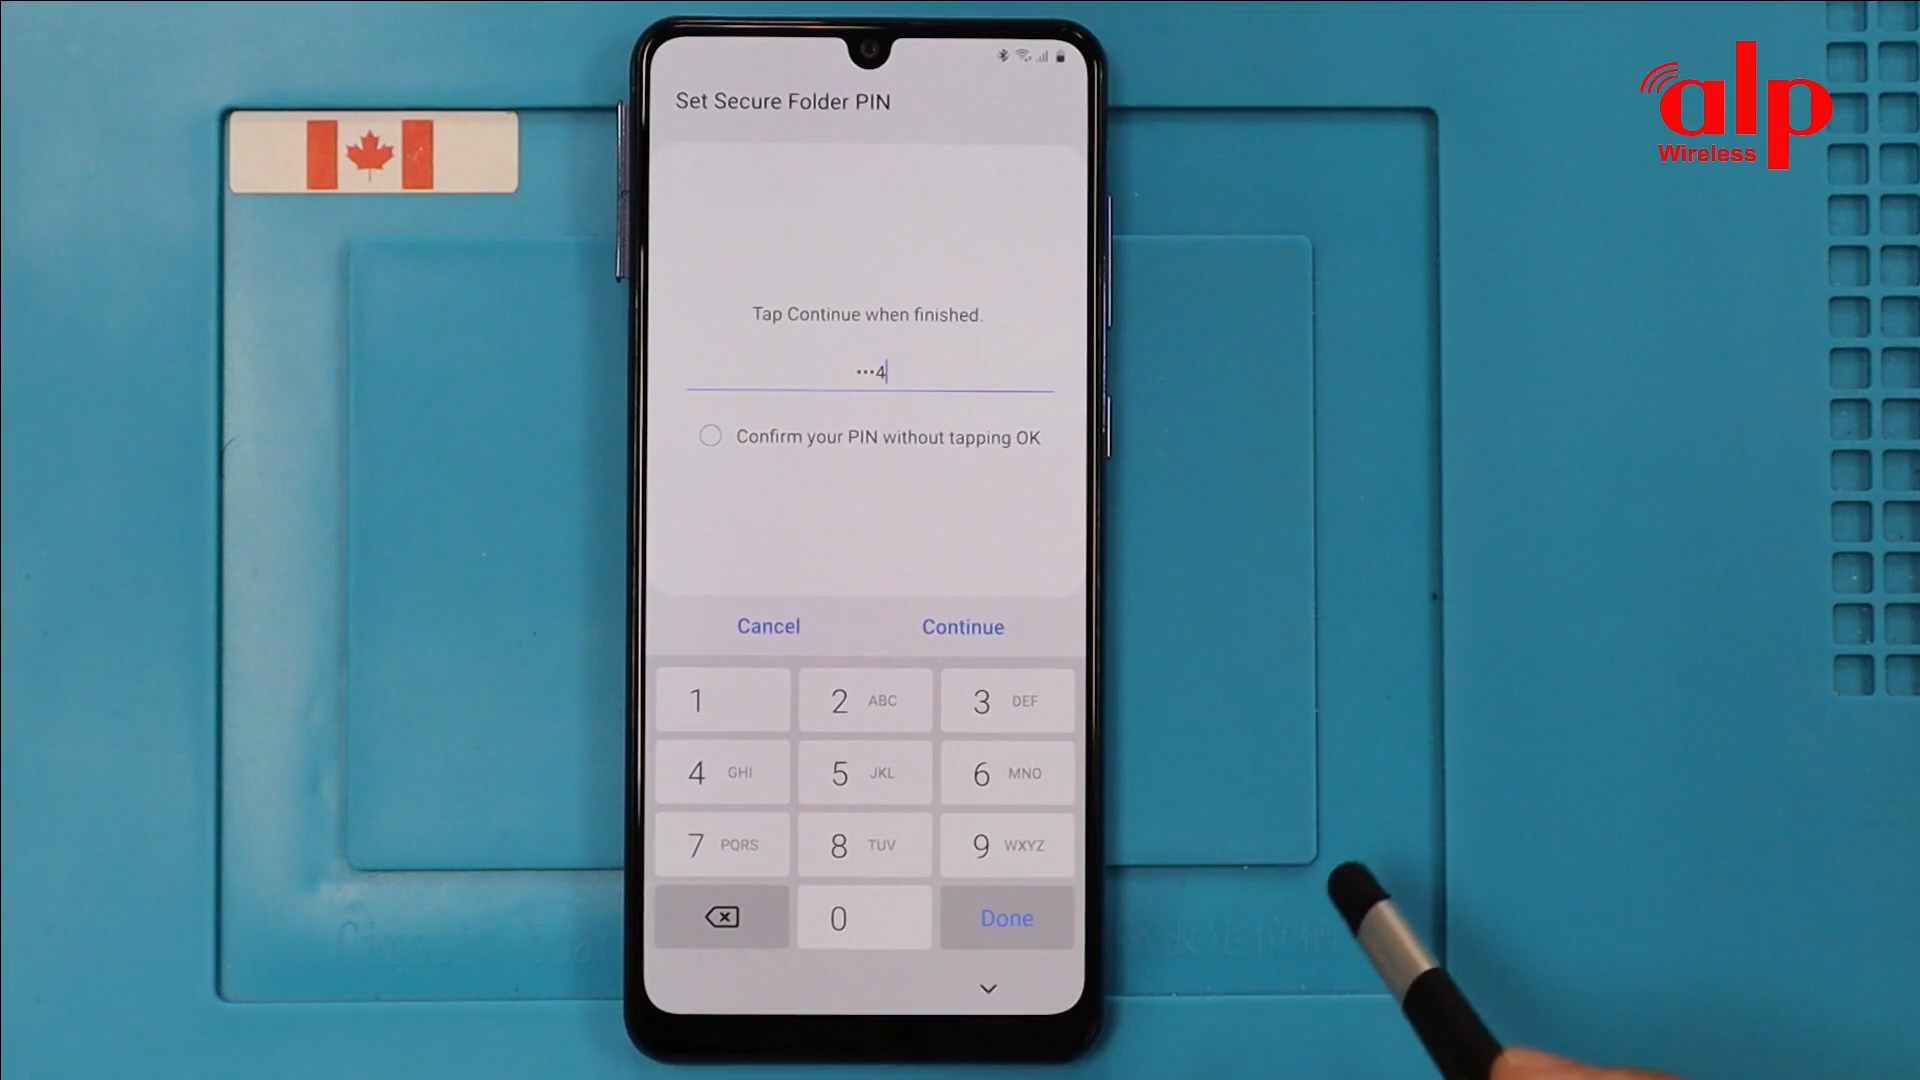 alp
Wireless
Set Secure Folder PIN
Tap Continue when finished.
•••4
Confirm your PIN without tapping OK
Cancel
Continue
1
2 ABC
3 DEF
4 GHI
5 JKL
6 MNO
7 PQRS
8 TUV
9 WXYZ
0
Done